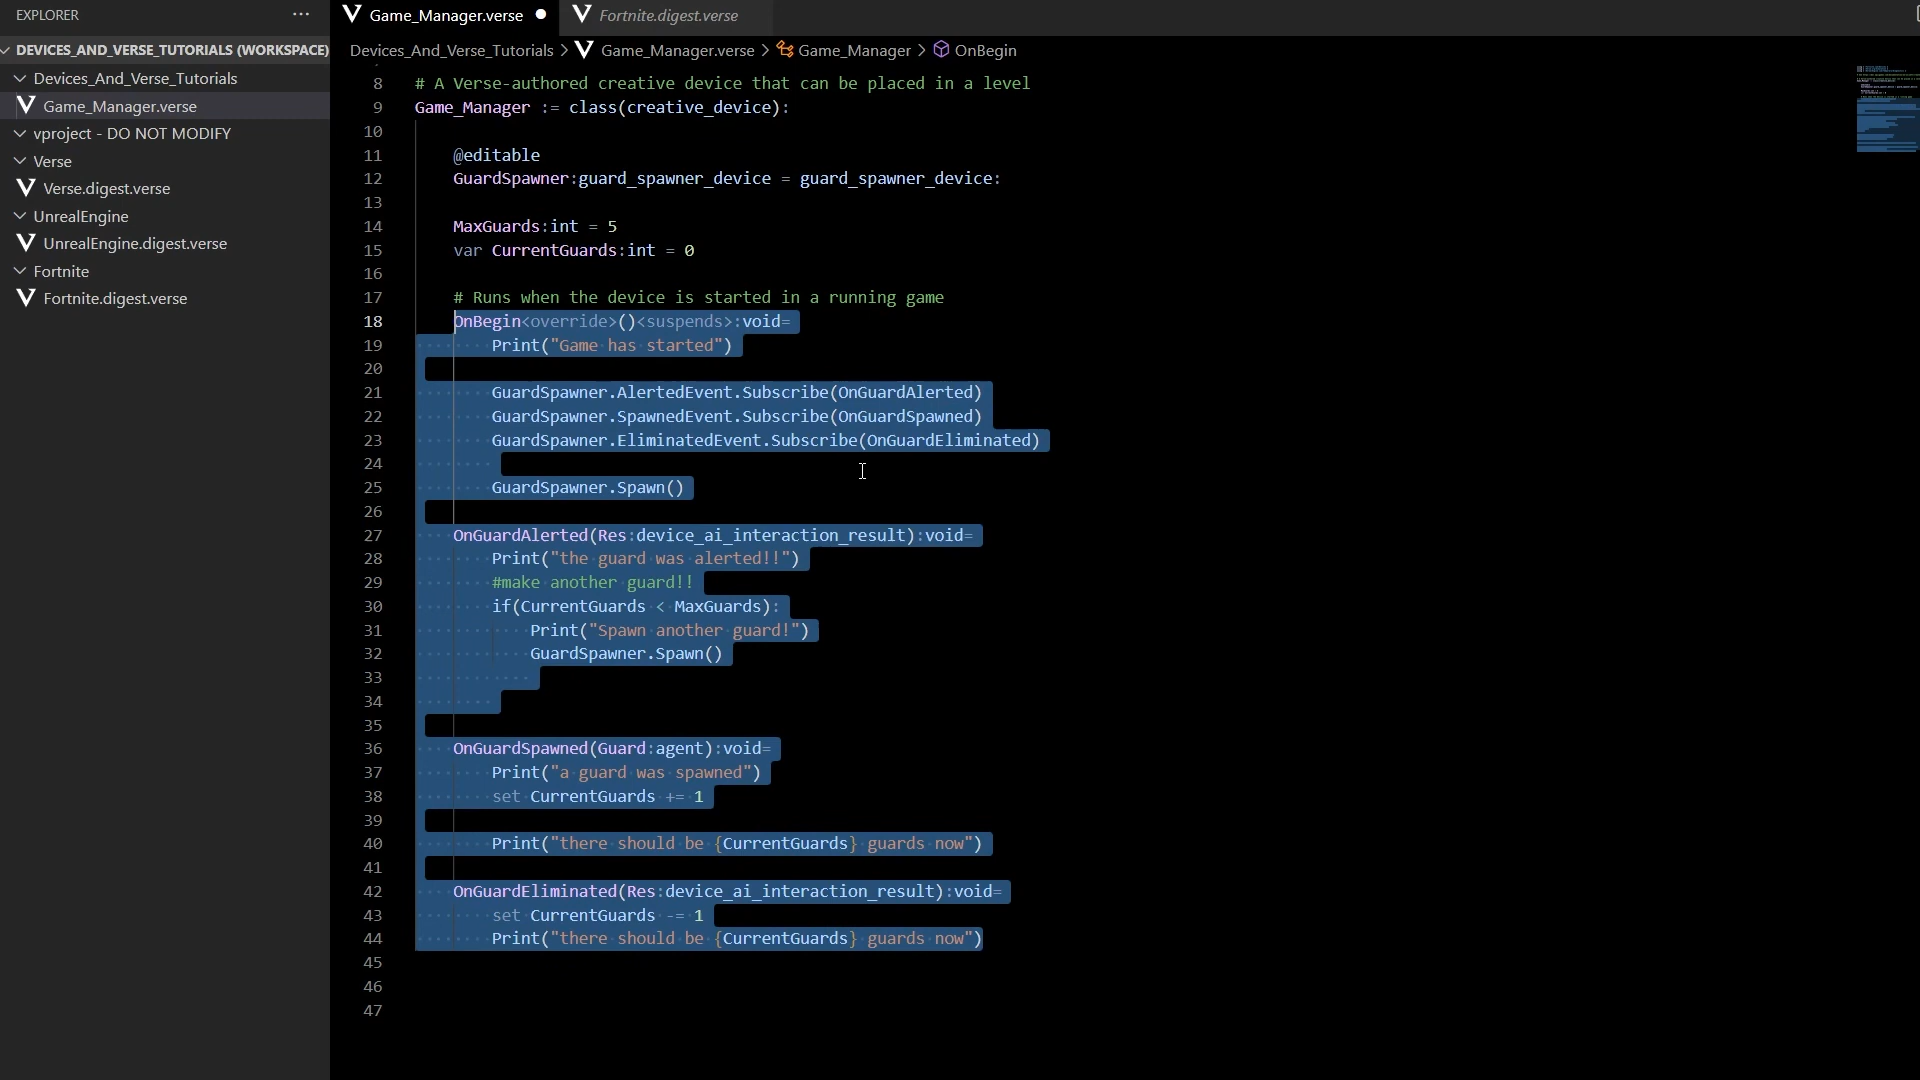 EXPLORER
Game_Manager.verse
Fortnite.digest.verse
DEVICES_AND_VERSE_TUTORIALS (WORKSPACE)
Devices_And_Verse_Tutorials
Game_Manager.verse
vproject - DO NOT MODIFY
Verse
Verse.digest.verse
UnrealEngine
UnrealEngine.digest.verse
Fortnite
Fortnite.digest.verse
Devices_And_Verse_Tutorials > Game_Manager.verse > Game_Manager > OnBegin
8 # A Verse-authored creative device that can be placed in a level
9 Game_Manager := class(creative_device):
10
11 @editable
12 GuardSpawner:guard_spawner_device = guard_spawner_device:
13
14 MaxGuards:int = 5
15 var CurrentGuards:int = 0
16
17 # Runs when the device is started in a running game
18 OnBegin<override>()<suspends>:void=
19 Print("Game has started")
20
21 GuardSpawner.AlertedEvent.Subscribe(OnGuardAlerted)
22 GuardSpawner.SpawnedEvent.Subscribe(OnGuardSpawned)
23 GuardSpawner.EliminatedEvent.Subscribe(OnGuardEliminated)
24
25 GuardSpawner.Spawn()
26
27 OnGuardAlerted(Res:device_ai_interaction_result):void=
28 Print("the guard was alerted!!")
29 #make another guard!!
30 if(CurrentGuards < MaxGuards):
31 Print("Spawn another guard!")
32 GuardSpawner.Spawn()
33
34
35
36 OnGuardSpawned(Guard:agent):void=
37 Print("a guard was spawned")
38 set CurrentGuards += 1
39
40 Print("there should be {CurrentGuards} guards now")
41
42 OnGuardEliminated(Res:device_ai_interaction_result):void=
43 set CurrentGuards -= 1
44 Print("there should be {CurrentGuards} guards now")
45
46
47